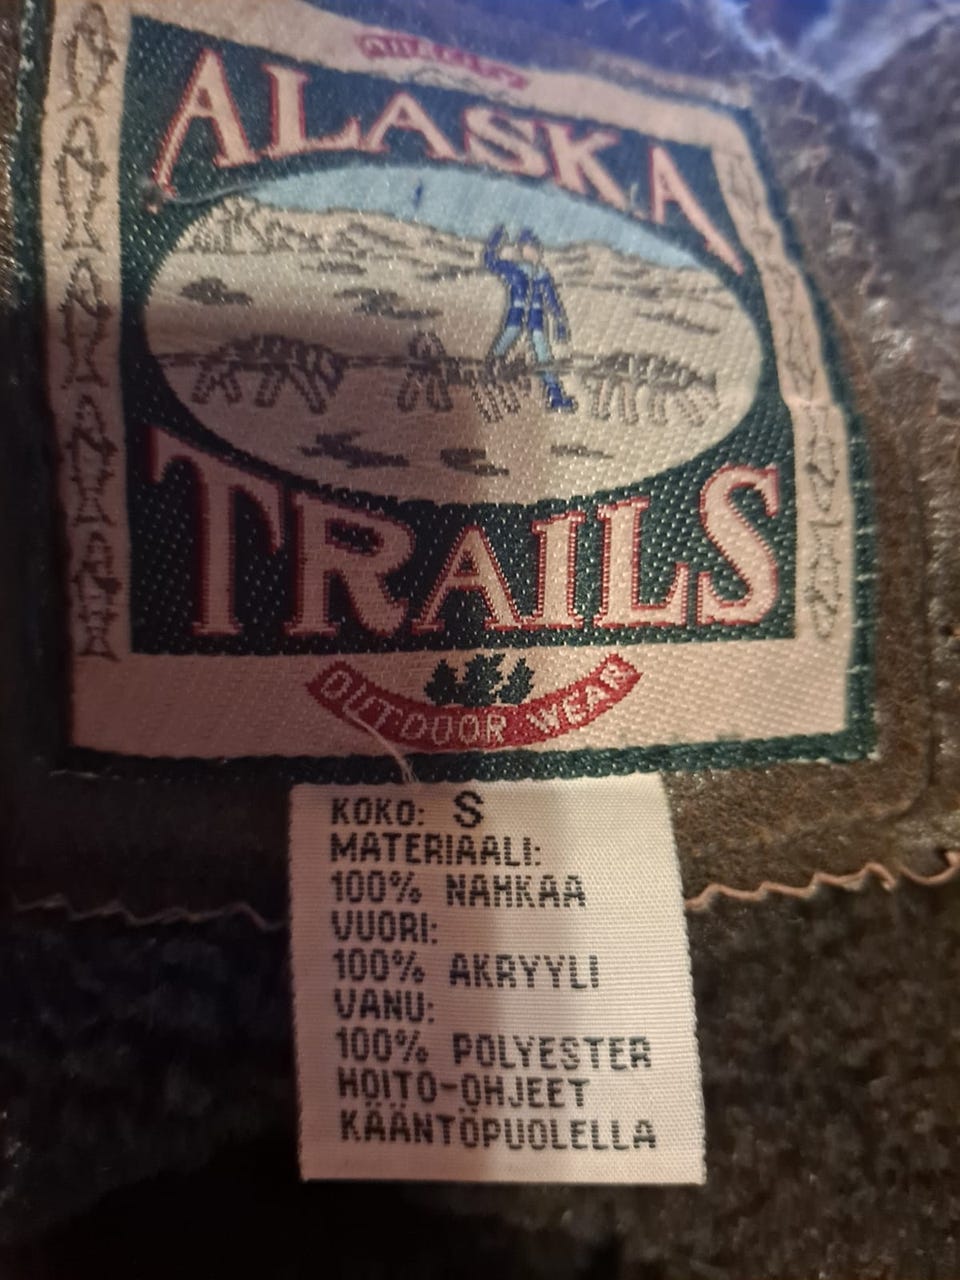 ALASKA
TRAILS
OUTDOOR WEAR
KOKO: S
MATERIAALI:
100% NAHKAA
VUORI:
100% AKRYYLI
VANU:
100% POLYESTER
HOITO-OHJEET
KÄÄNTÖPUOLELLA